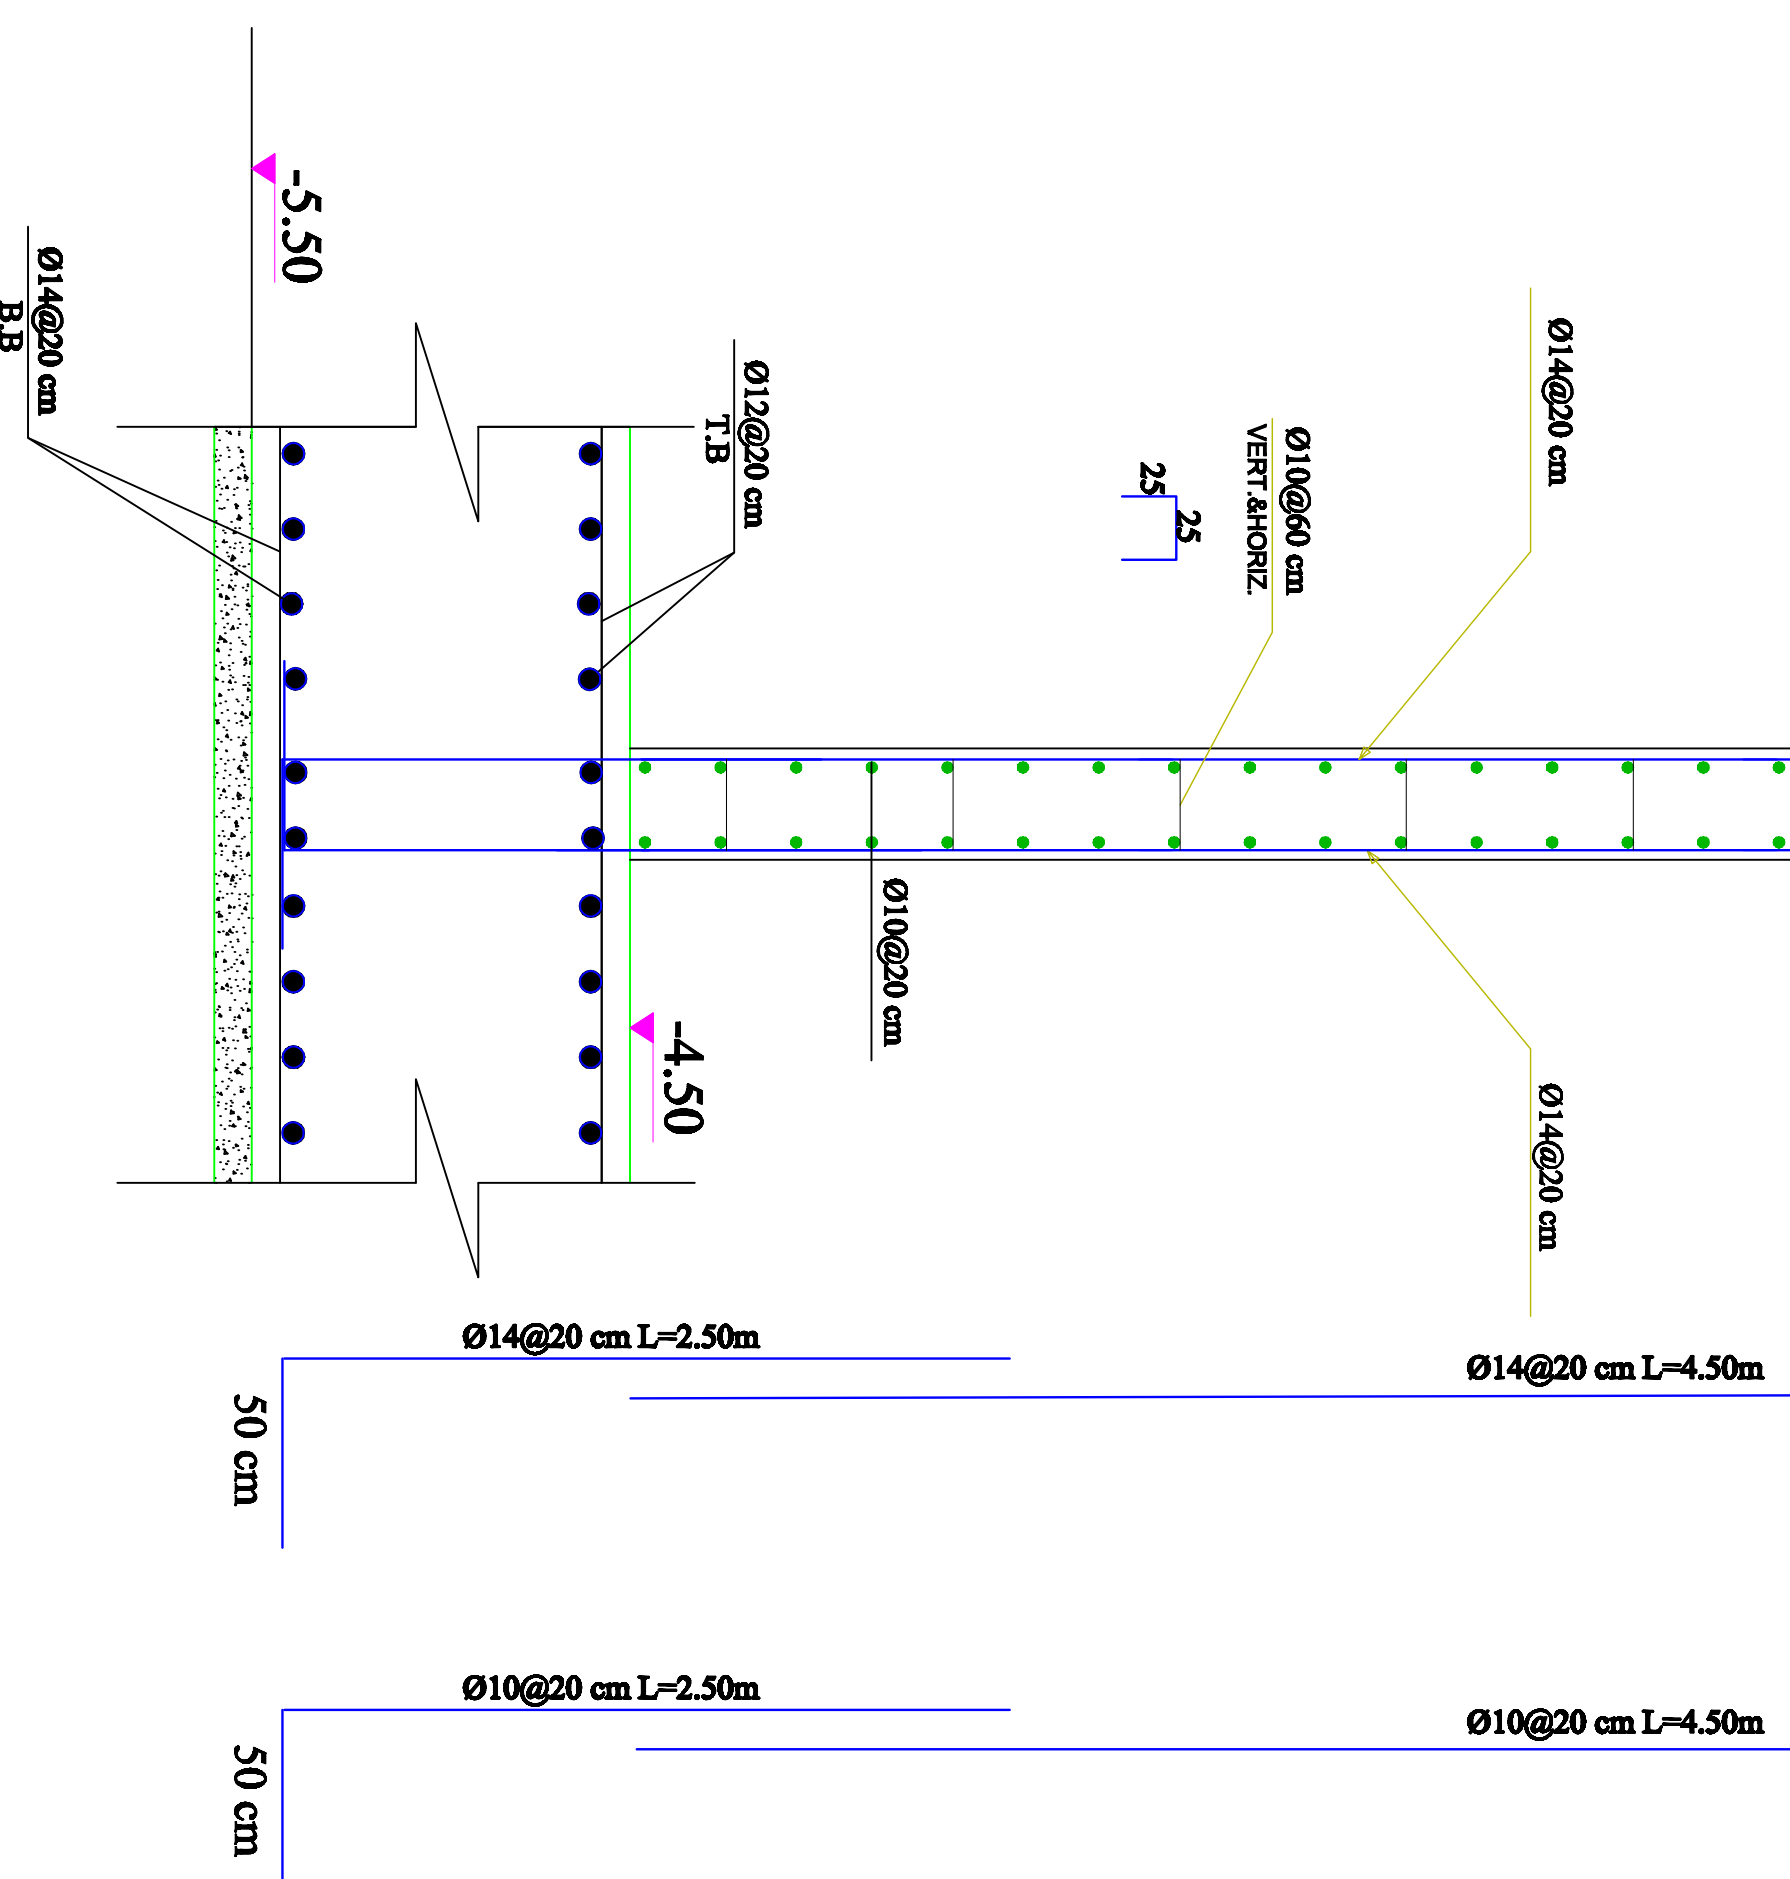 -5.50
Ø14@20 cm
B.B
Ø12@20 cm
T.B
25
25
Ø10@60 cm
VERT.&HORIZ.
Ø14@20 cm
Ø10@20 cm
-4.50
Ø14@20 cm
Ø14@20 cm L=2.50m
Ø14@20 cm L=4.50m
50 cm
Ø10@20 cm L=2.50m
Ø10@20 cm L=4.50m
50 cm